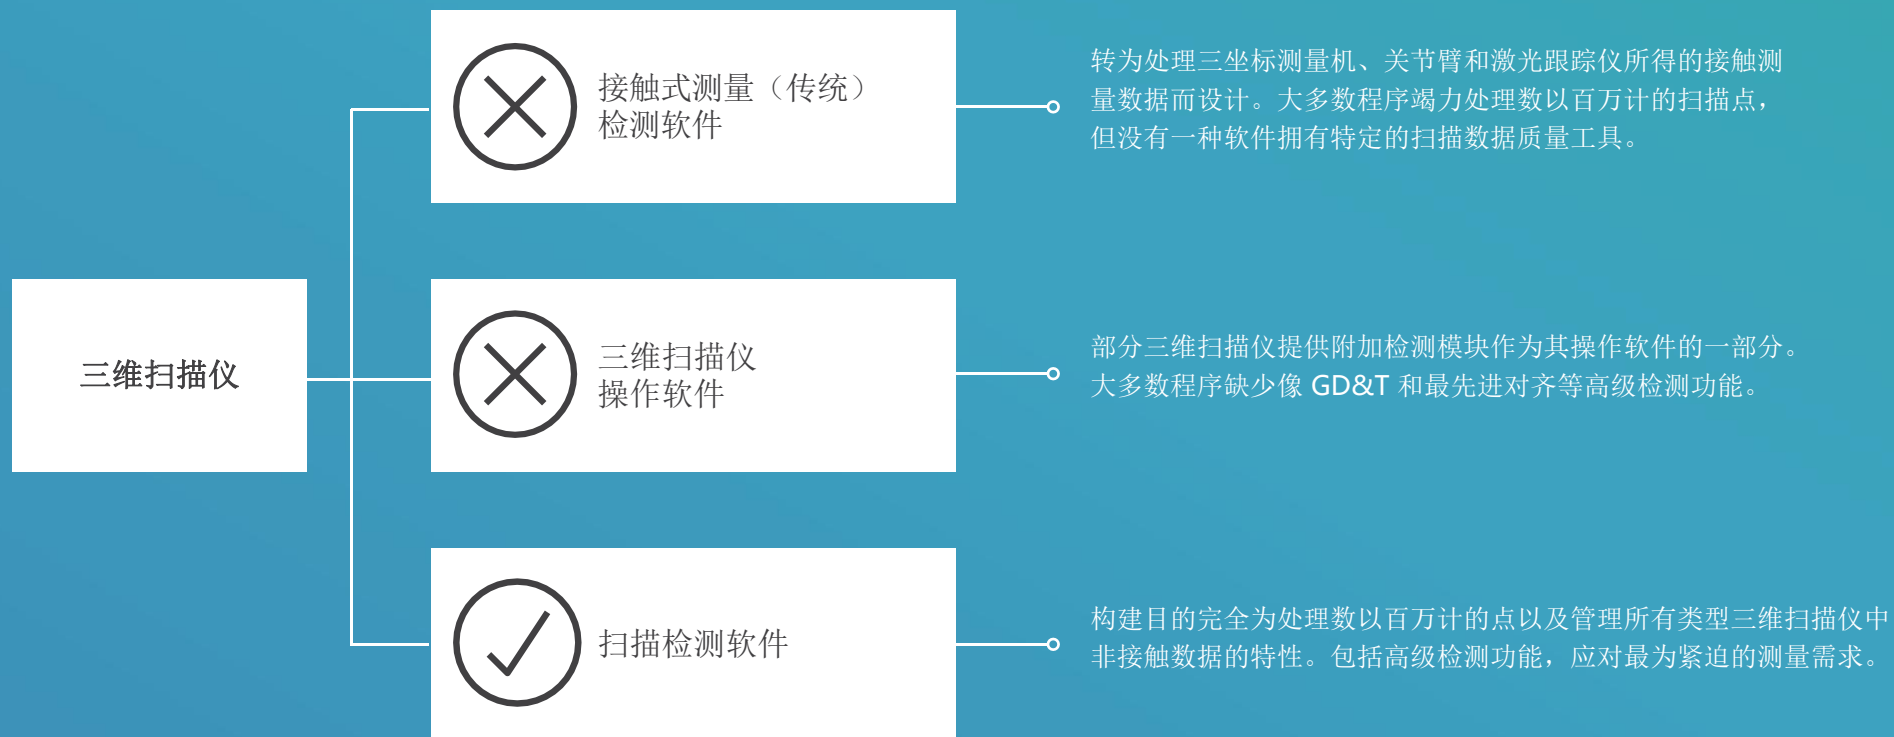 三维扫描仪
接触式测量（传统）
检测软件
转为处理三坐标测量机、关节臂和激光跟踪仪所得的接触测
量数据而设计。大多数程序竭力处理数以百万计的扫描点，
但没有一种软件拥有特定的扫描数据质量工具。
三维扫描仪
操作软件
部分三维扫描仪提供附加检测模块作为其操作软件的一部分。
大多数程序缺少像 GD&T 和最先进对齐等高级检测功能。
扫描检测软件
构建目的完全为处理数以百万计的点以及管理所有类型三维扫描仪中
非接触数据的特性。包括高级检测功能，应对最为紧迫的测量需求。